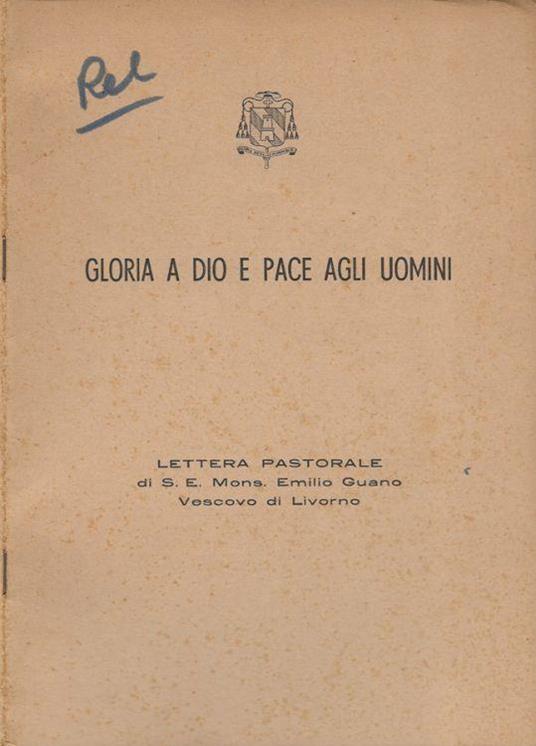 Rel
GLORIA A DIO E PACE AGLI UOMINI
LETTERA PASTORALE
di S. E. Mons. Emilio Guano
Vescovo di Livorno